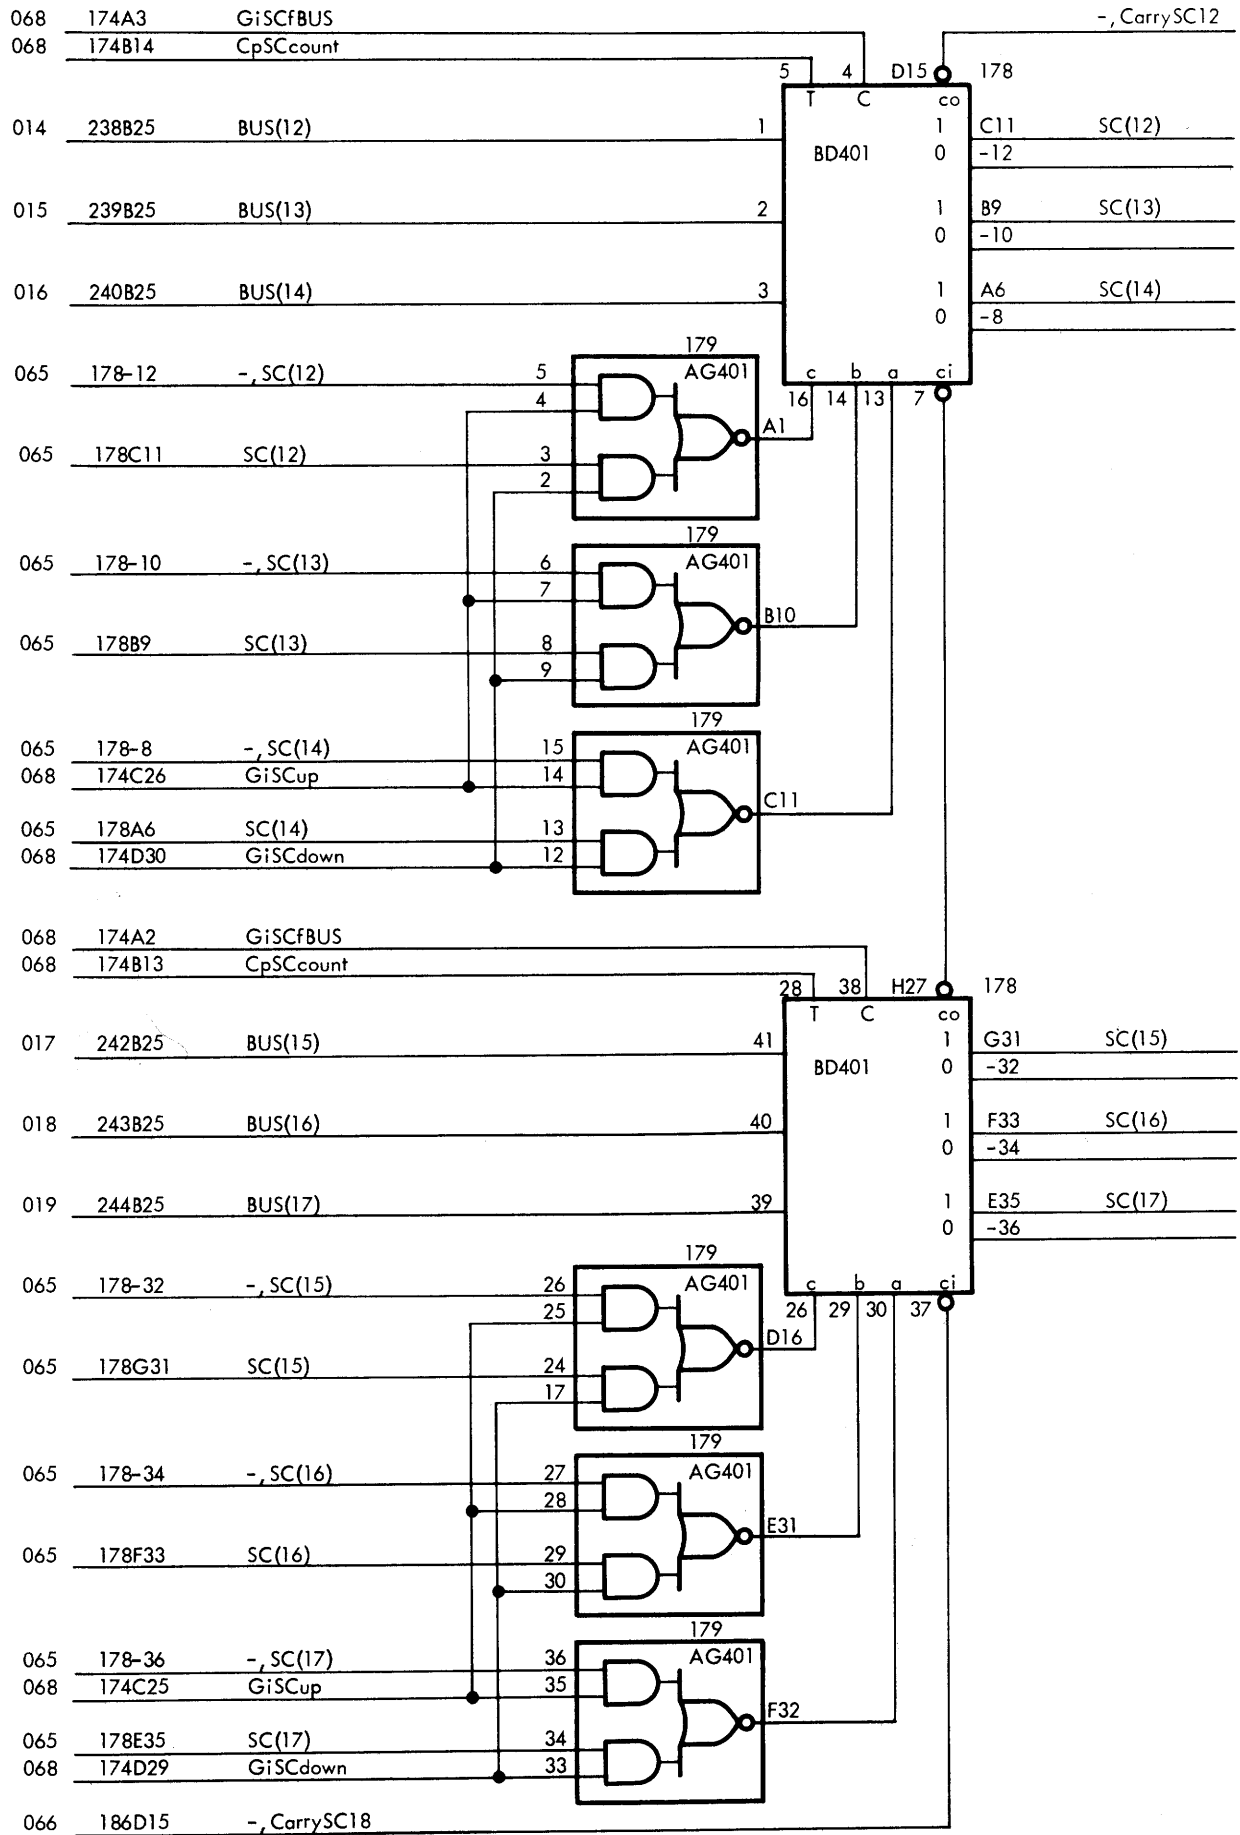 068 174A3 GiSCfBUS -,CarrySC12
068 174B14 CpSCcount
5 4 D15 178
T C co
014 238B25 BUS(12) 1 1 C11 SC(12)
BD401 0 -12
015 239B25 BUS(13) 2 1 B9 SC(13)
0 -10
016 240B25 BUS(14) 3 1 A6 SC(14)
0 -8
179
065 178-12 -,SC(12) 5 AG401 c b a ci
4 16 14 13 7
A1
065 178C11 SC(12) 3
2
179
065 178-10 -,SC(13) 6 AG401
7
B10
065 178B9 SC(13) 8
9
179
065 178-8 -,SC(14) 15 AG401
068 174C26 GiSCup 14
C11
065 178A6 SC(14) 13
068 174D30 GiSCdown 12
068 174A2 GiSCfBUS
068 174B13 CpSCcount
28 38 H27 178
T C co
017 242B25 BUS(15) 41 1 G31 SC(15)
BD401 0 -32
018 243B25 BUS(16) 40 1 F33 SC(16)
0 -34
019 244B25 BUS(17) 39 1 E35 SC(17)
0 -36
179
065 178-32 -,SC(15) 26 AG401 c b a ci
25 26 29 30 37
D16
065 178G31 SC(15) 24
17
179
065 178-34 -,SC(16) 27 AG401
28
E31
065 178F33 SC(16) 29
30
179
065 178-36 -,SC(17) 36 AG401
068 174C25 GiSCup 35
F32
065 178E35 SC(17) 34
068 174D29 GiSCdown 33
066 186D15 -,CarrySC18